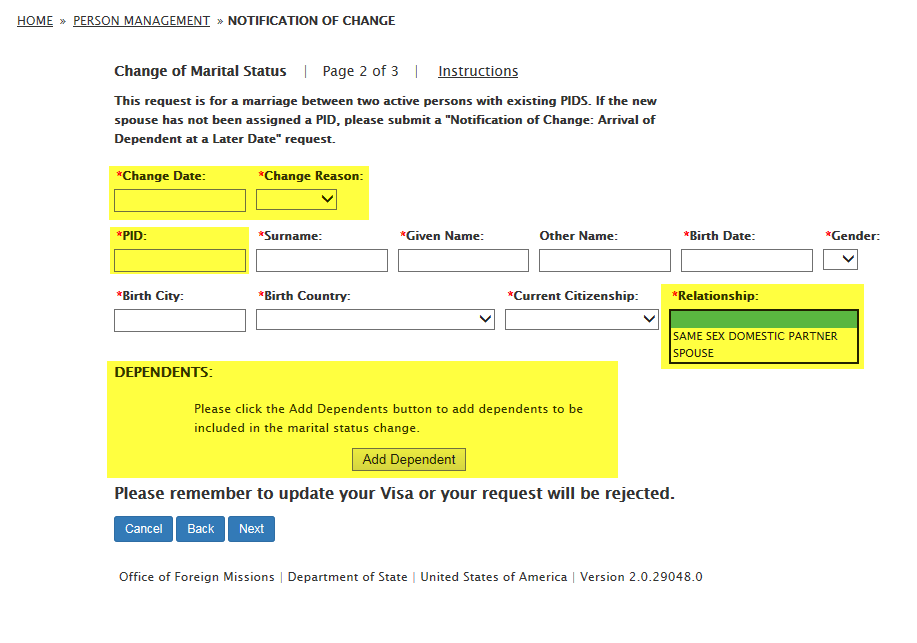 HOME » PERSON MANAGEMENT » NOTIFICATION OF CHANGE
Change of Marital Status | Page 2 of 3 | Instructions
This request is for a marriage between two active persons with existing PIDS. If the new
spouse has not been assigned a PID, please submit a "Notification of Change: Arrival of
Dependent at a Later Date" request.
*Change Date: *Change Reason:
*PID: *Surname: *Given Name: Other Name: *Birth Date: *Gender:
*Birth City: *Birth Country: *Current Citizenship: *Relationship:
SAME SEX DOMESTIC PARTNER
SPOUSE
DEPENDENTS:
Please click the Add Dependents button to add dependents to be
included in the marital status change.
Add Dependent
Please remember to update your Visa or your request will be rejected.
Cancel Back Next
Office of Foreign Missions | Department of State | United States of America | Version 2.0.29048.0